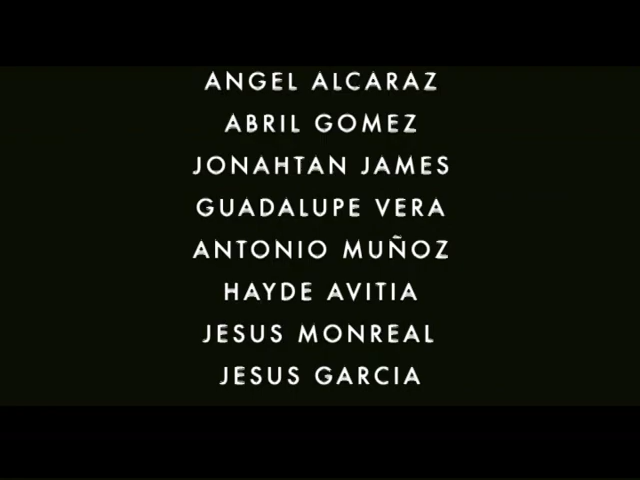 ANGEL ALCARAZ
ABRIL GOMEZ
JONAHTAN JAMES
GUADALUPE VERA
ANTONIO MUÑOZ
HAYDE AVITIA
JESUS MONREAL
JESUS GARCIA